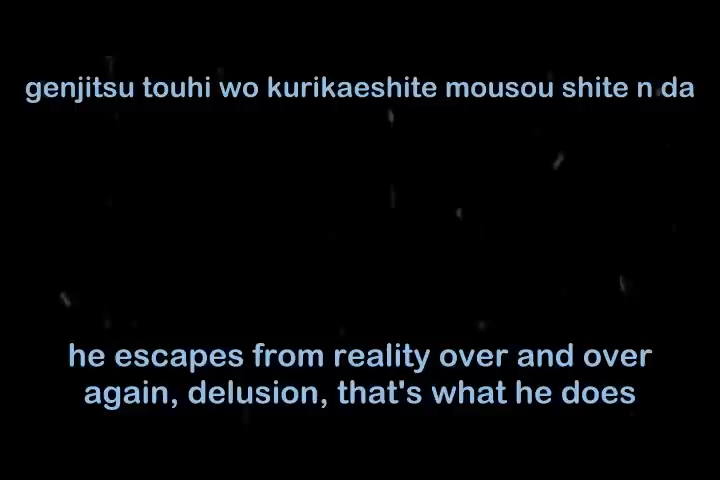 genjitsu touhi wo kurikaeshite mousou shite n da
he escapes from reality over and over
again, delusion, that's what he does